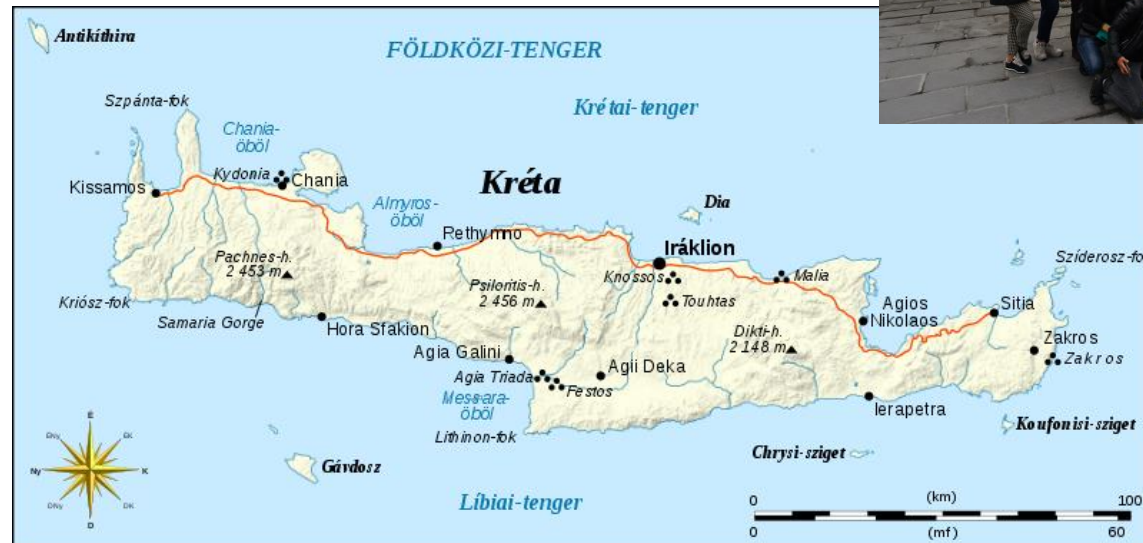 Antikíthira
FÖLDKÖZI-TENGER
Szpánta-fok
Krétai-tenger
Chania-
öböl
Kydonia
Chania
Kissamos
Kréta
Almyros-
öböl
Dia
Rethymno
Iráklion
Pachnes-h.
2 453 m
Psiloritis-h.
2 456 m
Knossos
Malia
Sziderosz-fo
Touhtas
Agios
Nikolaos
Sitia
Kriósz-fok
Samaria Gorge
Hora Sfakion
Dikti-h.
2 148 m
Zakros
Zakros
Agia Galini
Agia Triada
Agii Deka
Festos
Messara-
öböl
Ierapetra
Lithinon-fok
Koufonisi-sziget
Chrysi-sziget
Gávdosz
Líbiai-tenger
É
ÉNy
ÉK
Ny
K
DNy
DK
D
0 (km) 100
0 (mf) 60